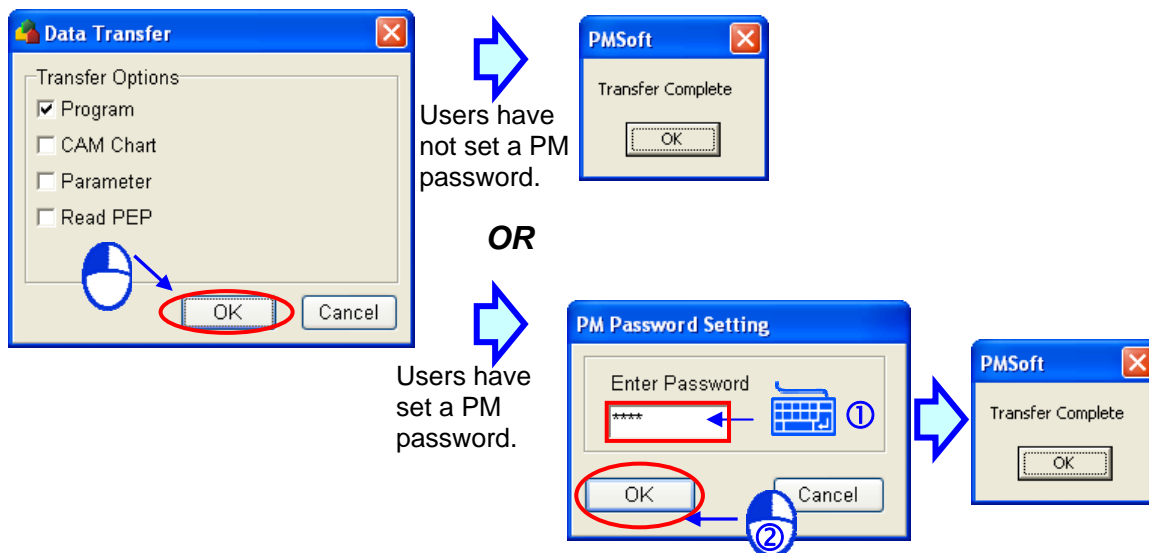 Data Transfer
Transfer Options
Program
CAM Chart
Parameter
Read PEP
OK
Cancel
Users have
not set a PM
password.
PMSoft
Transfer Complete
OK
OR
Users have
set a PM
password.
PM Password Setting
Enter Password
****
①
OK
Cancel
②
PMSoft
Transfer Complete
OK